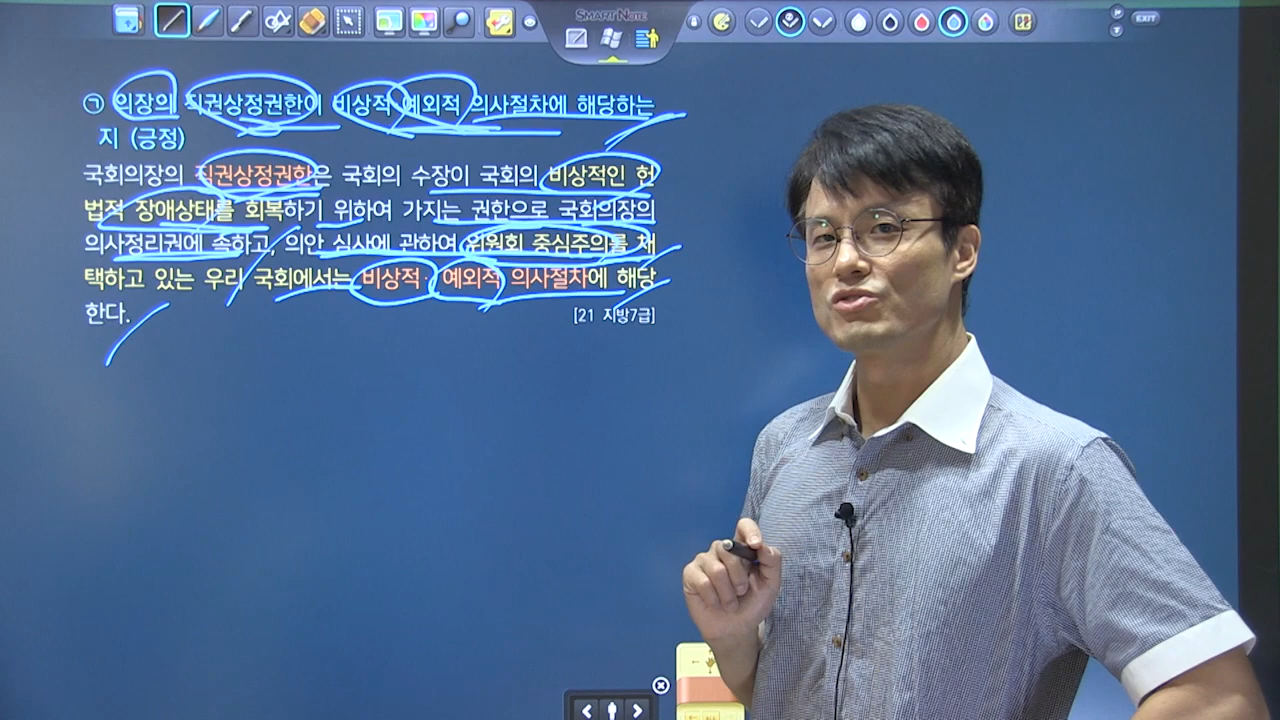 SMART NOTE
EXIT
㉠ 의장의 직권상정권한이 비상적 예외적 의사절차에 해당하는
지 (긍정)
국회의장의 직권상정권한은 국회의 수장이 국회의 비상적인 헌
법적 장애상태를 회복하기 위하여 가지는 권한으로 국회의장의
의사정리권에 속하고, 의안 심사에 관하여 위원회 중심주의를 채
택하고 있는 우리 국회에서는 비상적· 예외적 의사절차에 해당
한다.
[21 지방7급]